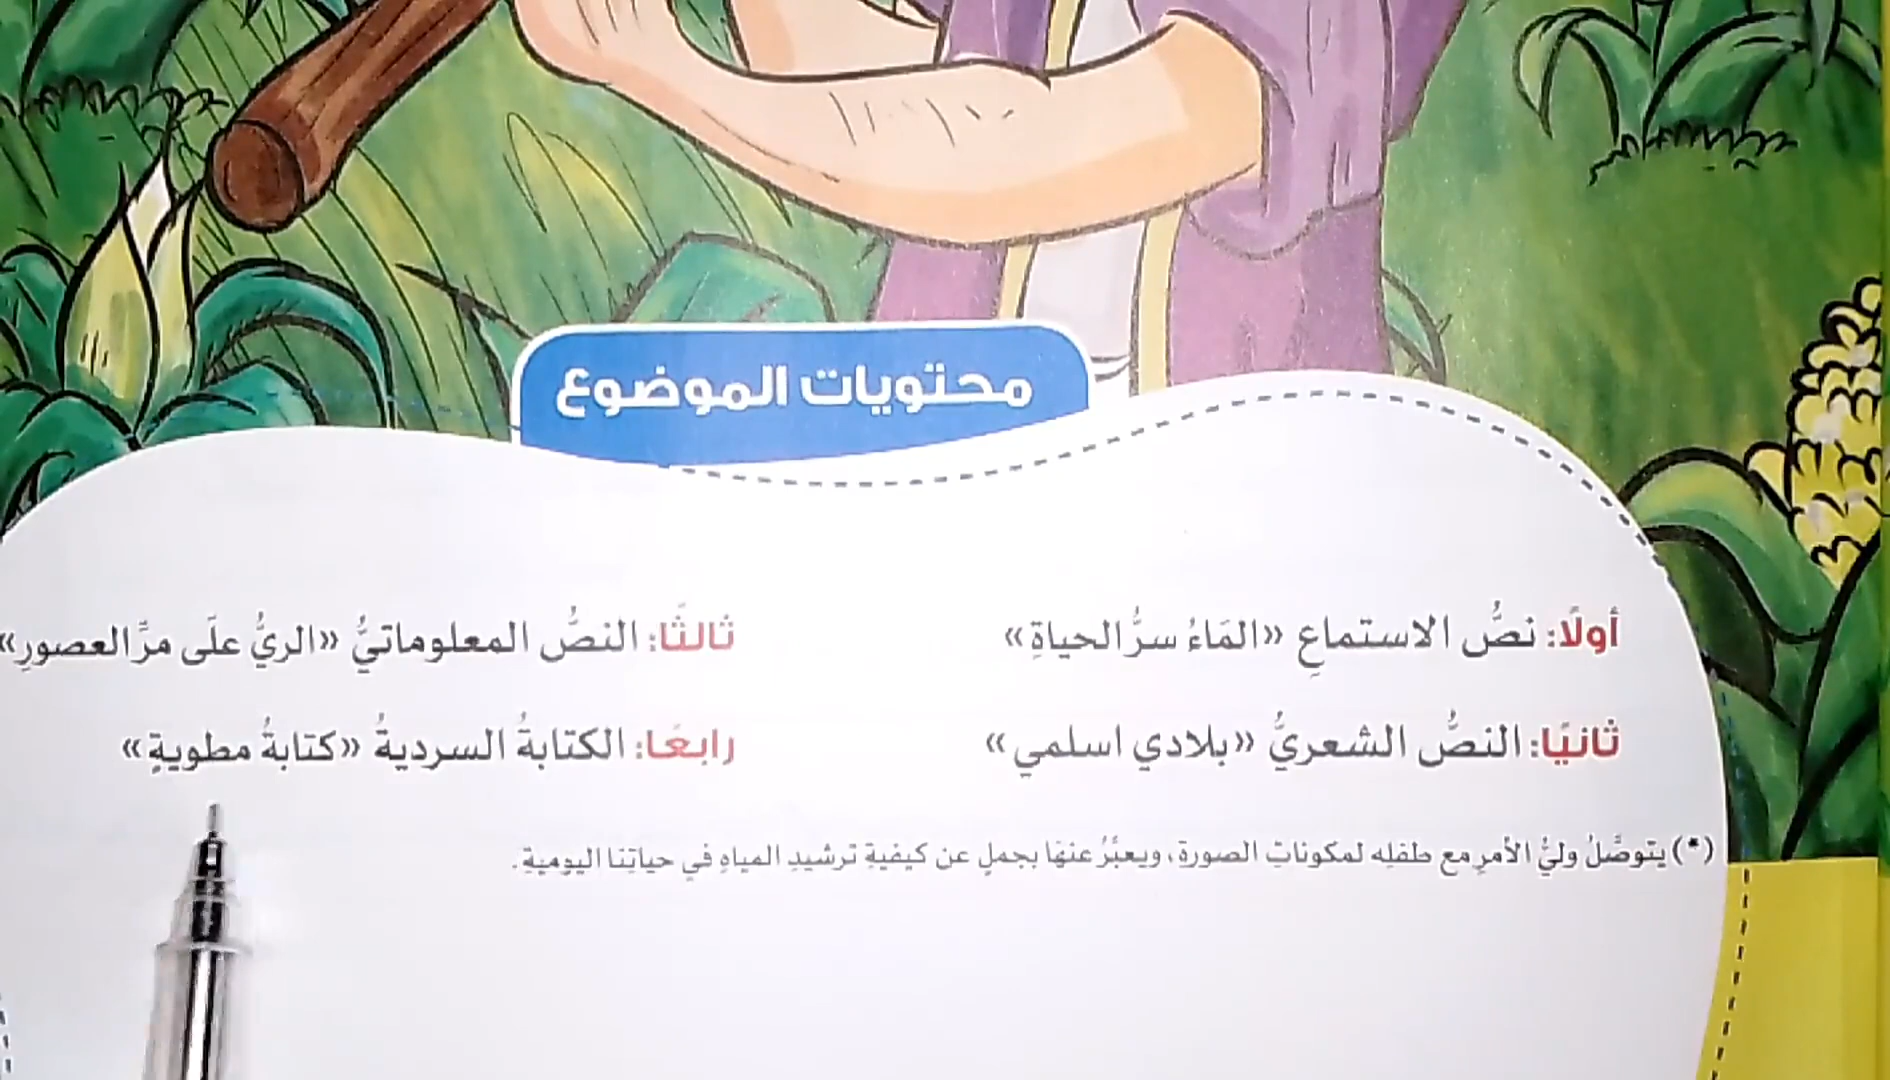 محتويات الموضوع
أولًا: نصُّ الاستماعِ «المَاءُ سرُّ الحياةِ»
ثانيًا: النصُّ الشعريُّ «بلادي اسلمي»
ثالثًا: النصُّ المعلوماتيُّ «الريُّ علَى مرِّ العصورِ»
رابعًا: الكتابةُ السرديةُ «كتابةُ مطويةٍ»
(*) يتوصَّلُ وليُّ الأمرِ مع طفلِه لمكوناتِ الصورةِ، ويعبِّرُ عنهَا بجملٍ عن كيفيةِ ترشيدِ المياهِ في حياتِنا اليوميةِ.